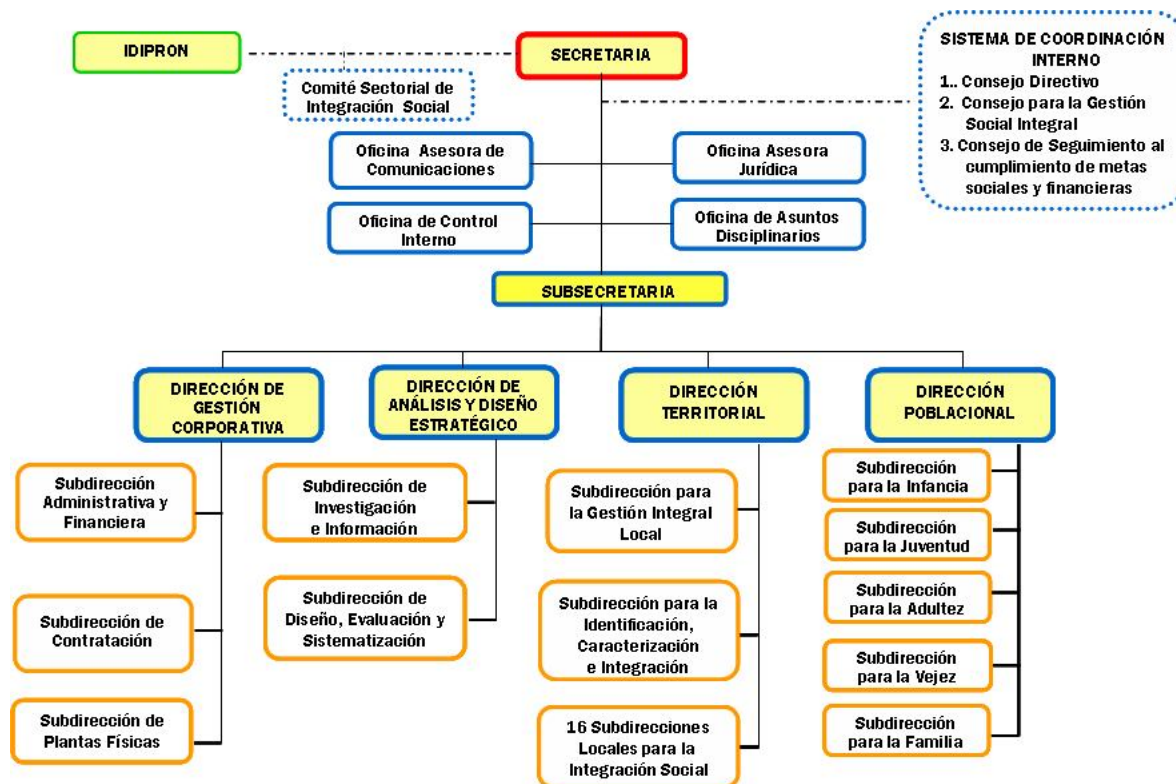 IDIPRON
SECRETARIA
Comité Sectorial de
Integración Social
SISTEMA DE COORDINACIÓN
INTERNO
1.. Consejo Directivo
2. Consejo para la Gestión
Social Integral
3. Consejo de Seguimiento al
cumplimiento de metas
sociales y financieras
Oficina Asesora de
Comunicaciones
Oficina Asesora
Jurídica
Oficina de Control
Interno
Oficina de Asuntos
Disciplinarios
SUBSECRETARIA
DIRECCIÓN DE
GESTIÓN
CORPORATIVA
DIRECCIÓN DE
ANÁLISIS Y DISEÑO
ESTRATÉGICO
DIRECCIÓN
TERRITORIAL
DIRECCIÓN
POBLACIONAL
Subdirección
Administrativa y
Financiera
Subdirección de
Contratación
Subdirección de
Plantas Físicas
Subdirección de
Investigación
e Información
Subdirección de
Diseño, Evaluación y
Sistematización
Subdirección para
la Gestión Integral
Local
Subdirección para la
Identificación,
Caracterización
e Integración
16 Subdirecciones
Locales para la
Integración Social
Subdirección
para la Infancia
Subdirección
para la Juventud
Subdirección
para la Adultez
Subdirección
para la Vejez
Subdirección
para la Familia